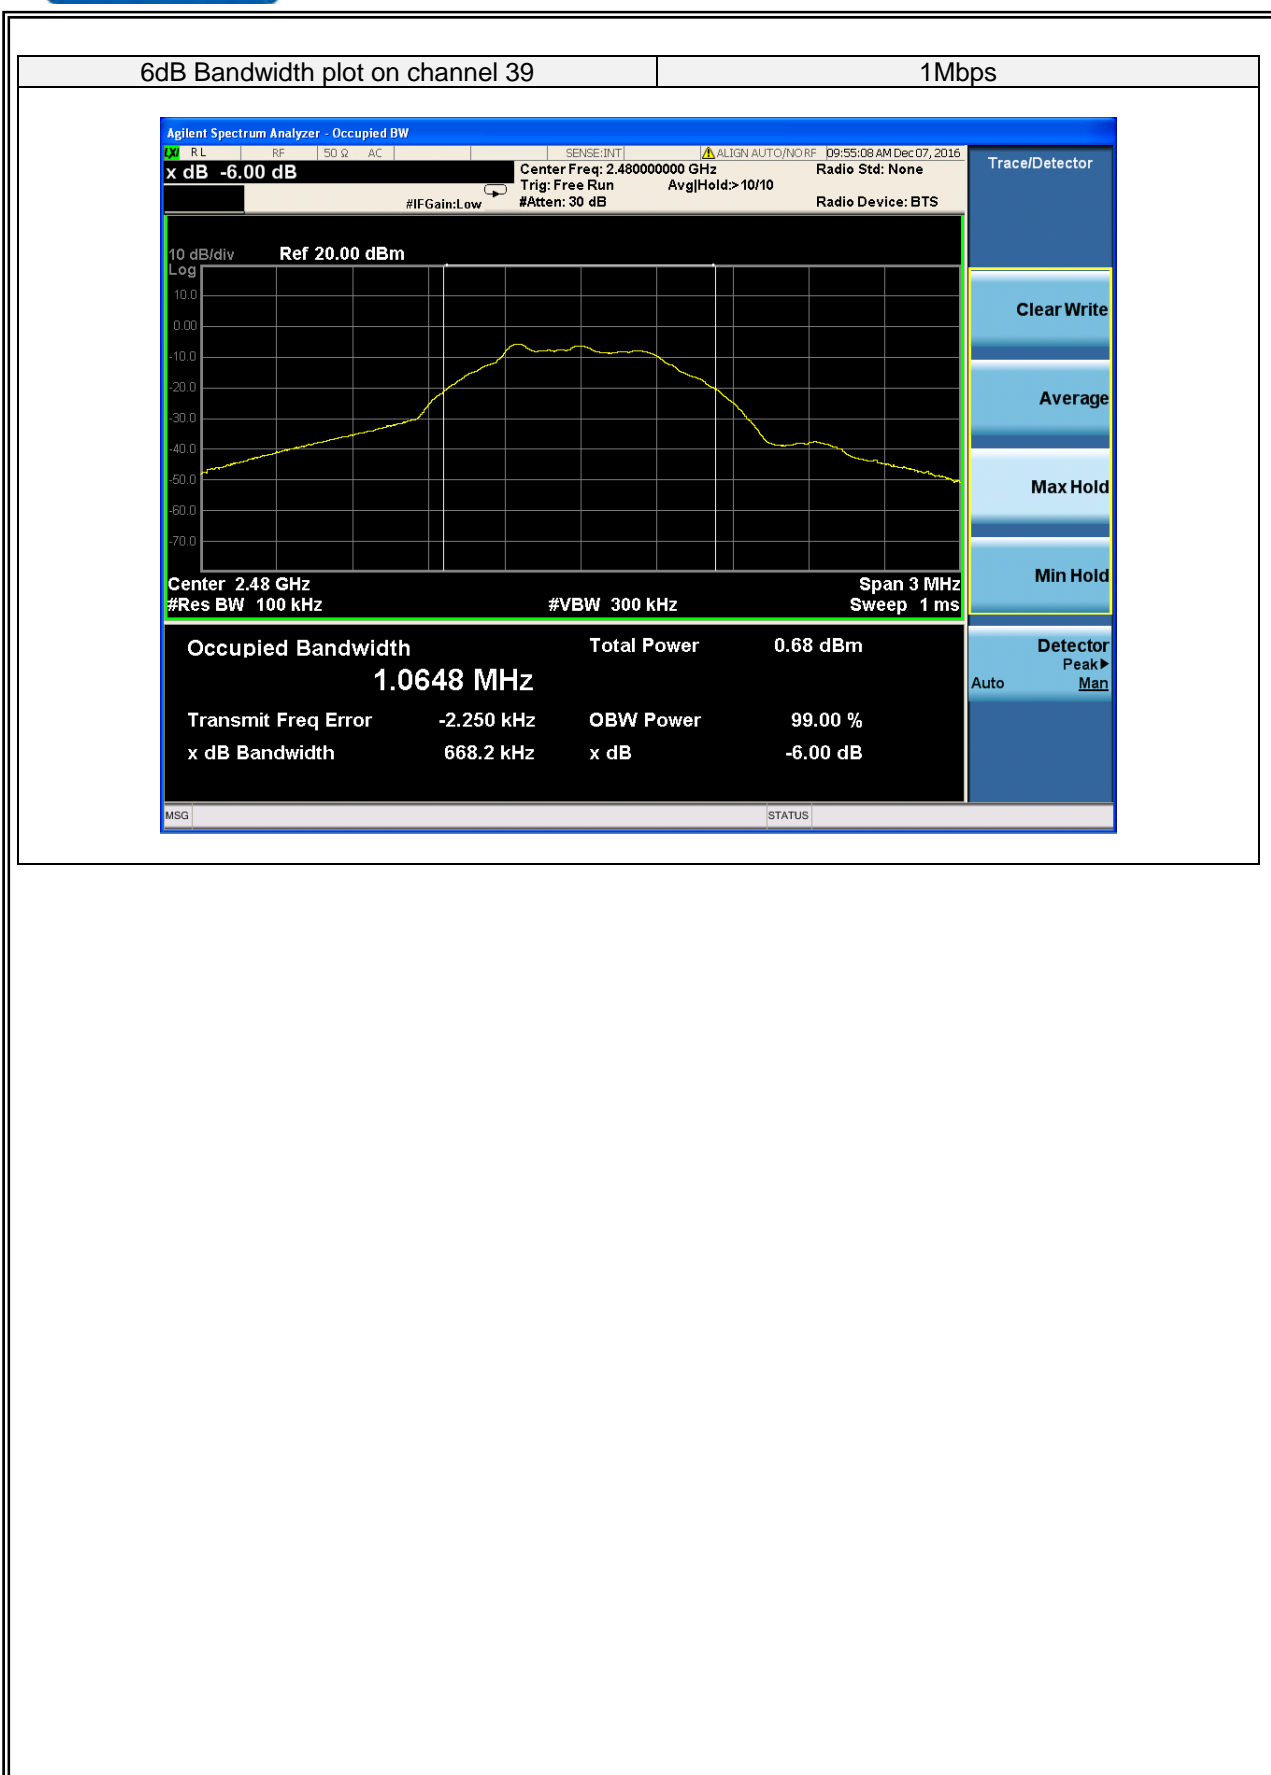 6dB Bandwidth plot on channel 39 1Mbps
Agilent Spectrum Analyzer - Occupied BW
LXI RL RF 50 Ω AC SENSE:INT ALIGN AUTO/NO RF 09:55:08 AM Dec 07, 2016
x dB -6.00 dB Center Freq: 2.480000000 GHz Radio Std: None Trace/Detector
Trig: Free Run Avg|Hold:>10/10
#IFGain:Low #Atten: 30 dB Radio Device: BTS
10 dB/div Ref 20.00 dBm
Log
10.0
0.00
-10.0
-20.0
-30.0
-40.0
-50.0
-60.0
-70.0
Clear Write
Average
Max Hold
Min Hold
Center 2.48 GHz Span 3 MHz
#Res BW 100 kHz #VBW 300 kHz Sweep 1 ms
Occupied Bandwidth Total Power 0.68 dBm
1.0648 MHz
Transmit Freq Error -2.250 kHz OBW Power 99.00 %
x dB Bandwidth 668.2 kHz x dB -6.00 dB
Detector
Peak▶
Auto Man
MSG STATUS